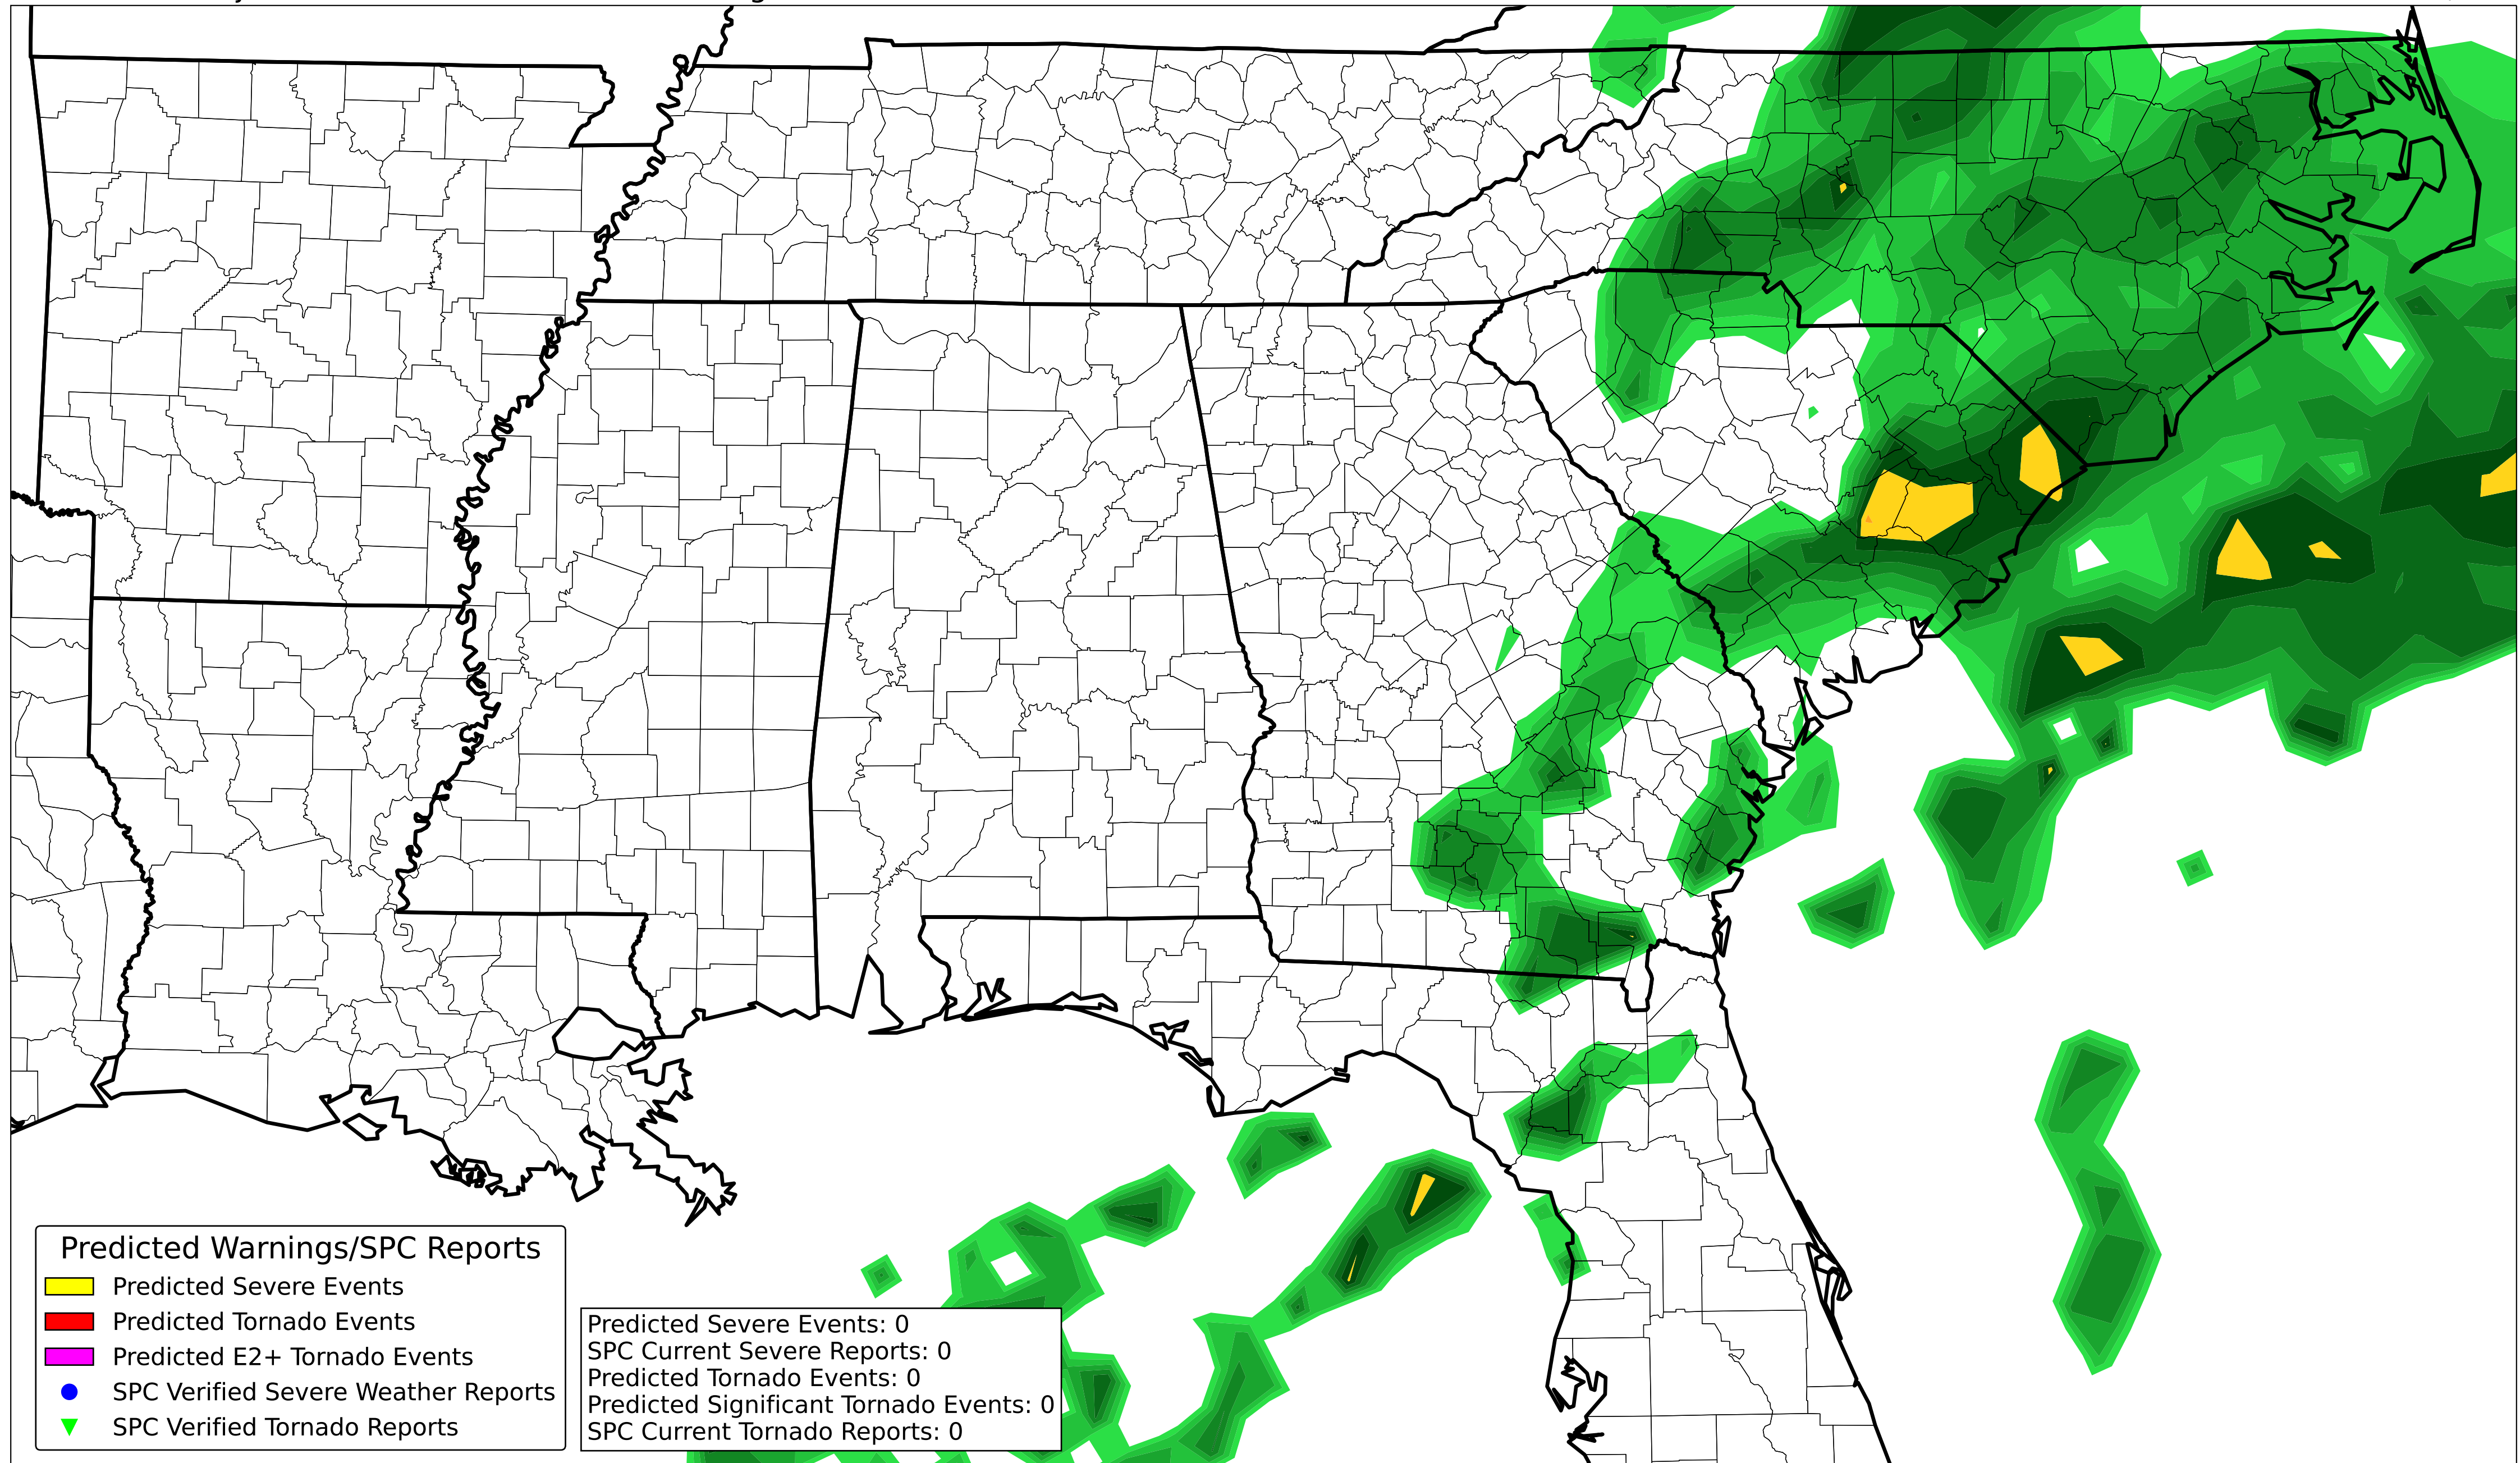 Predicted Warnings/SPC Reports
Predicted Severe Events
Predicted Tornado Events
Predicted E2+ Tornado Events
SPC Verified Severe Weather Reports
SPC Verified Tornado Reports
Predicted Severe Events: 0
SPC Current Severe Reports: 0
Predicted Tornado Events: 0
Predicted Significant Tornado Events: 0
SPC Current Tornado Reports: 0